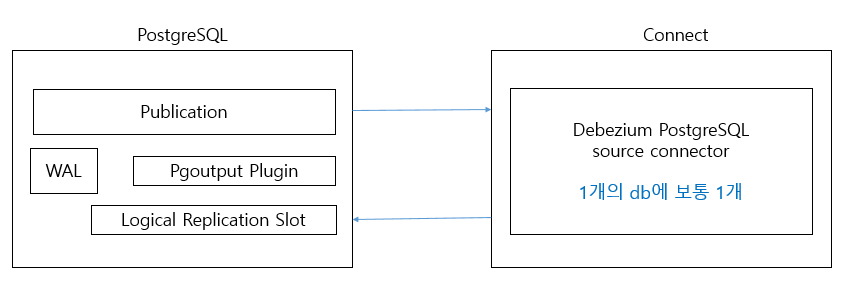 PostgreSQL
Connect
Publication
WAL
Pgoutput Plugin
Logical Replication Slot
Debezium PostgreSQL
source connector
1개의 db에 보통 1개